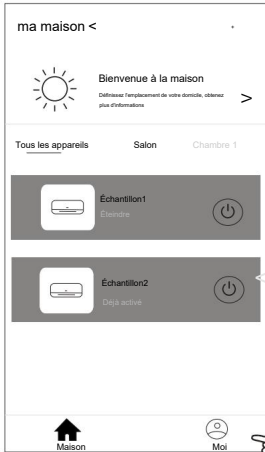 ma maison <
Bienvenue à la maison
Définissez l'emplacement de votre domicile, obtenez
plus d'informations
>
Tous les appareils Salon Chambre 1
Échantillon1
Éteindre
Échantillon2
Déjà activé
Maison Moi